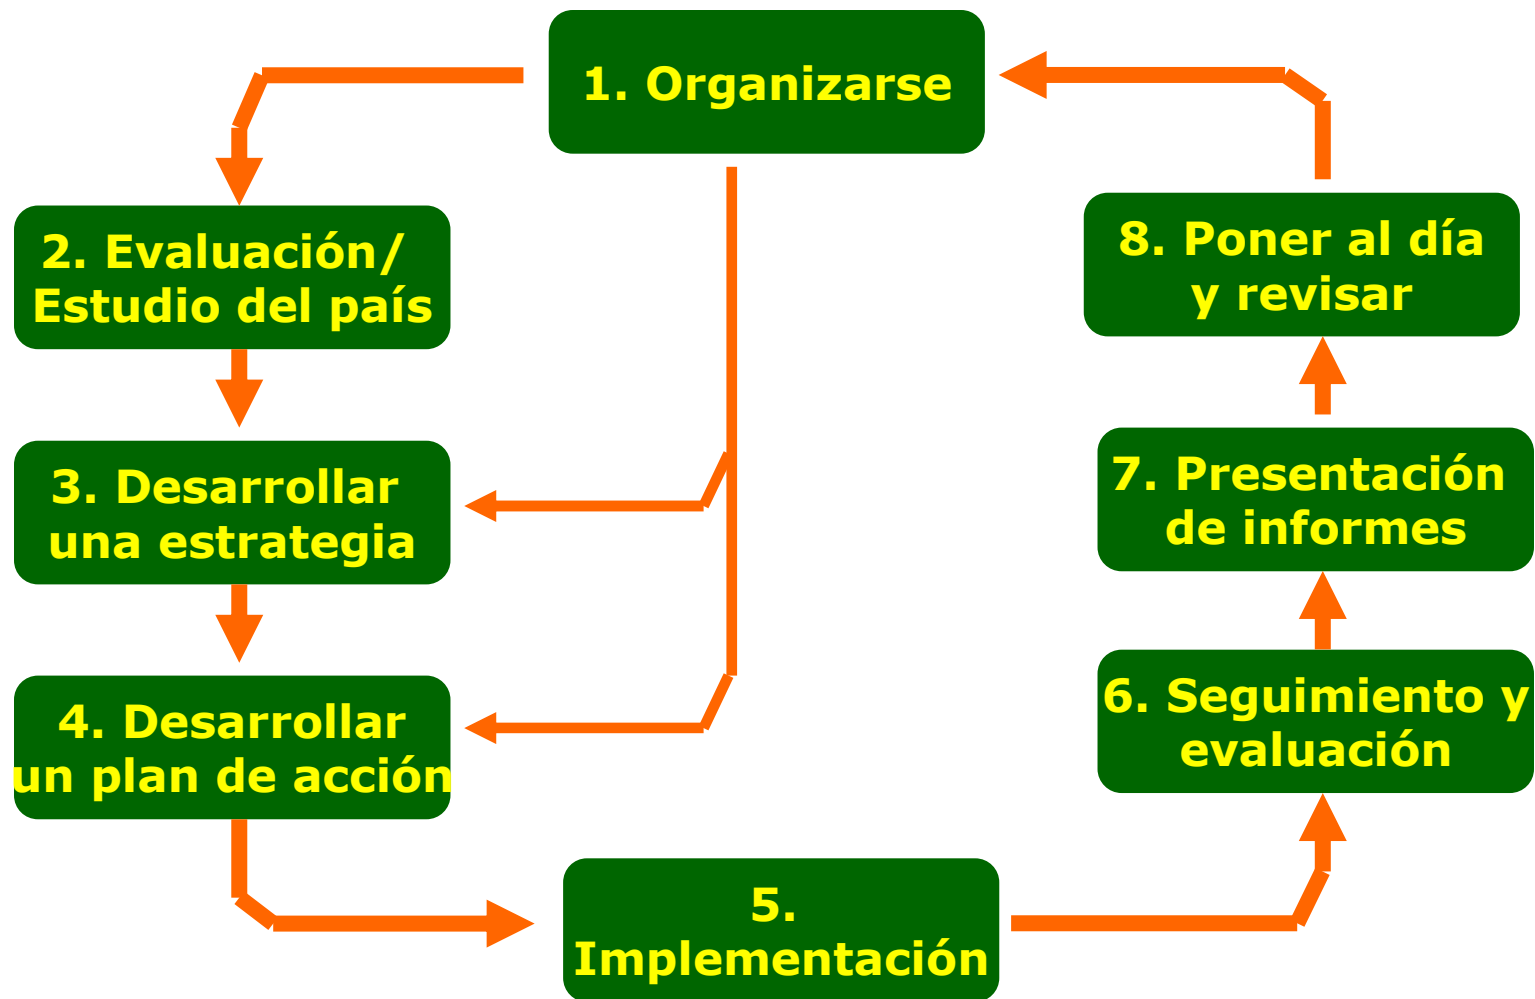 1. Organizarse
2. Evaluación/
Estudio del país
3. Desarrollar
una estrategia
4. Desarrollar
un plan de acción
5.
Implementación
6. Seguimiento y
evaluación
7. Presentación
de informes
8. Poner al día
y revisar